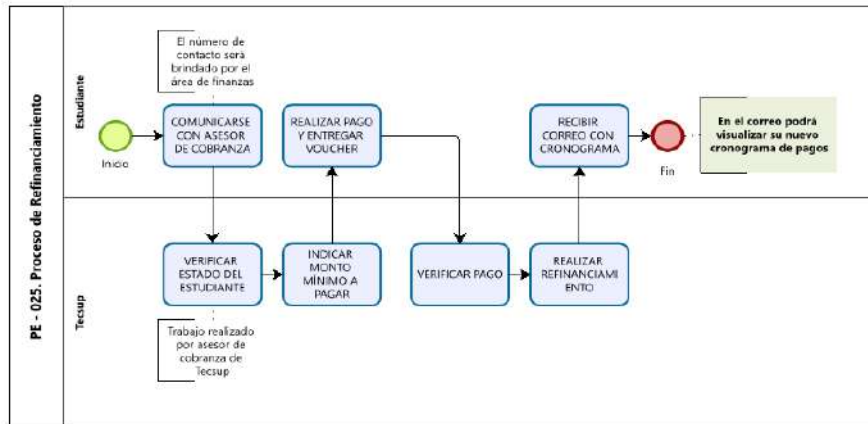 PE - 025. Proceso de Refinanciamiento
Estudiante
El número de
contacto será
brindado por el
área de finanzas
Inicio
COMUNICARSE
CON ASESOR
DE COBRANZA
REALIZAR PAGO
Y ENTREGAR
VOUCHER
RECIBIR
CORREO CON
CRONOGRAMA
Fin
En el correo podrá
visualizar su nuevo
cronograma de pagos
Tecsup
VERIFICAR
ESTADO DEL
ESTUDIANTE
INDICAR
MONTO
MÍNIMO A
PAGAR
VERIFICAR PAGO
REALIZAR
REFINANCIAMI
ENTO
Trabajo realizado
por asesor de
cobranza de
Tecsup